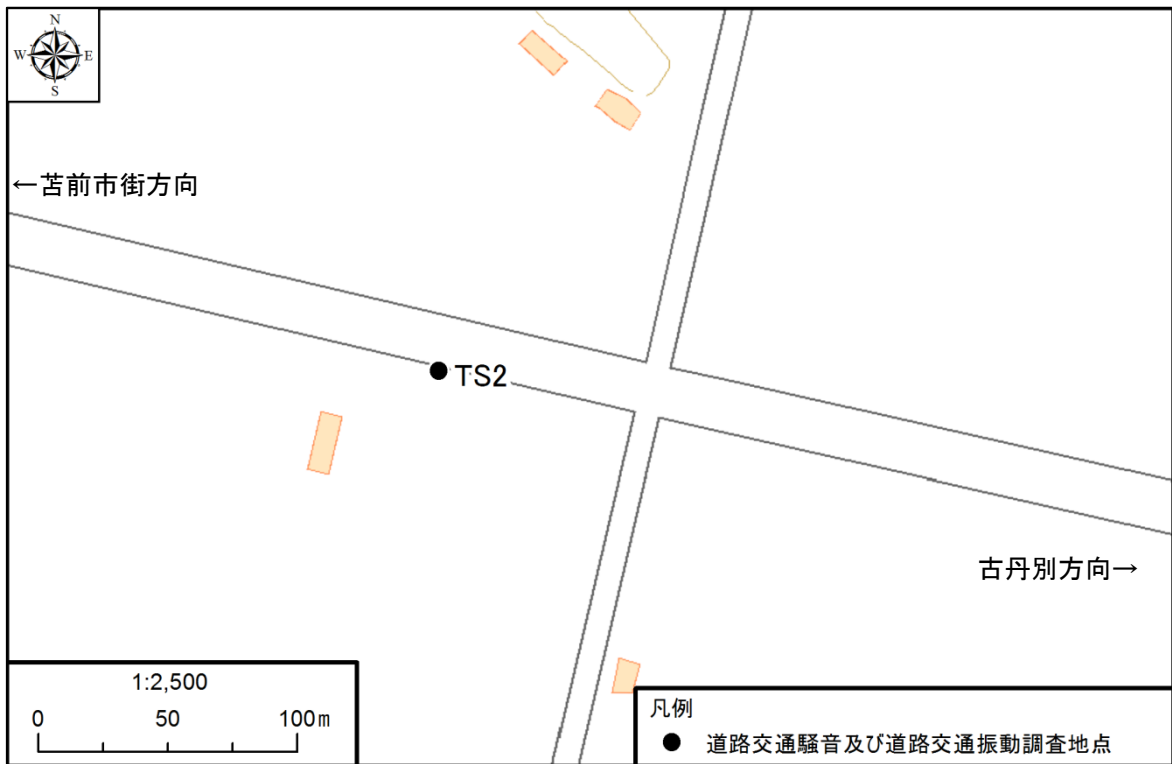 N
W E
S
←苫前市街方向
TS2
古丹別方向→
1:2,500
0 50 100m
凡例
● 道路交通騒音及び道路交通振動調査地点